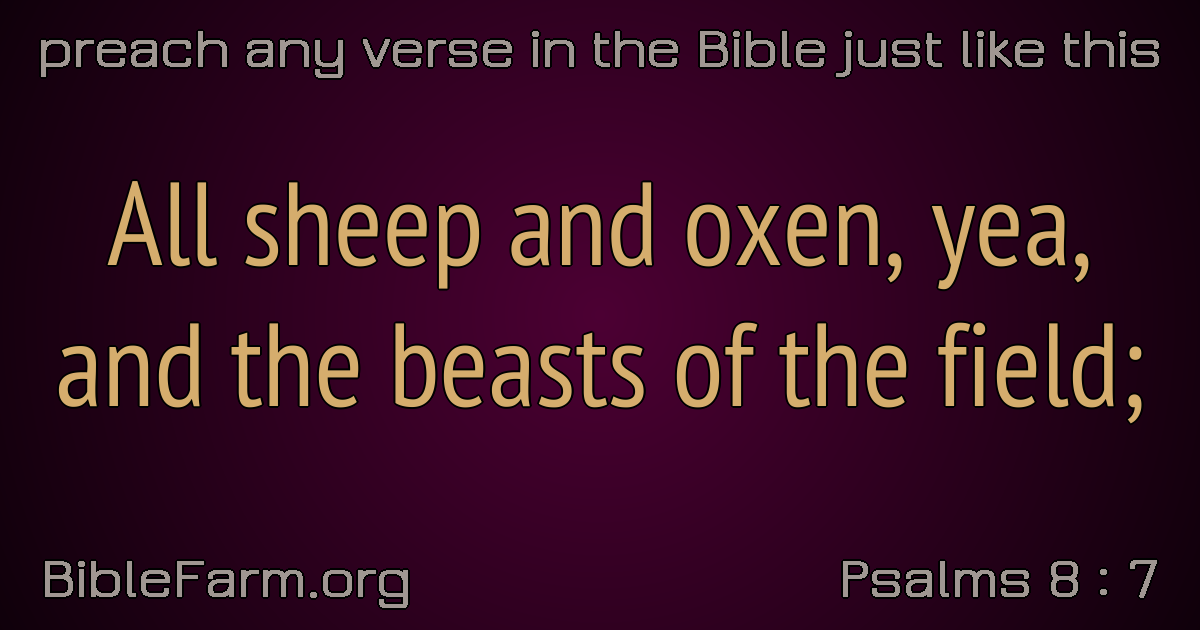 preach any verse in the Bible just like this
All sheep and oxen, yea,
and the beasts of the field;
BibleFarm.org
Psalms 8 : 7